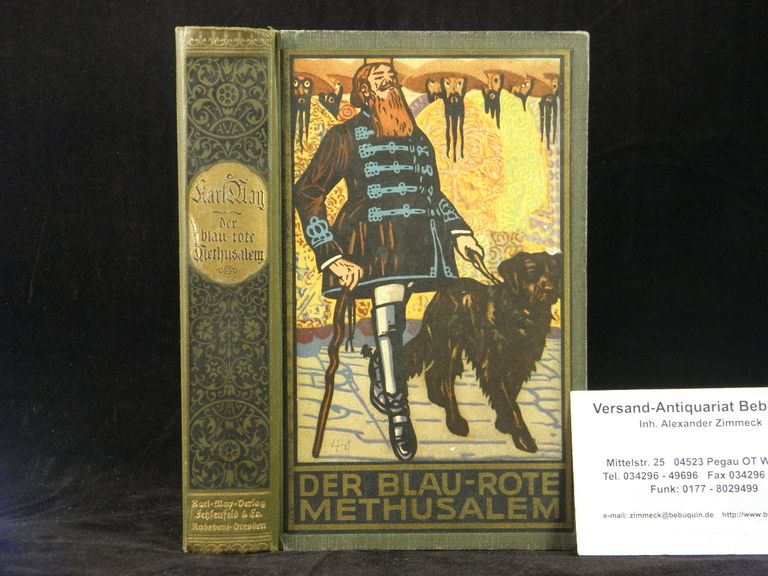 Karl May
der
blau-rote
Methusalem
Karl-May-Verlag
Fehsenfeld & Co.
Radebeul-Dresden
40
DER BLAU-ROTE
METHUSALEM
Versand-Antiquariat Beb
Inh. Alexander Zimmeck
Mittelstr. 25 04523 Pegau OT W
Tel. 034296 - 49696 Fax 034296
Funk: 0177 - 8029499
e-mail: zimmeck@bebuquin.de http://www.b